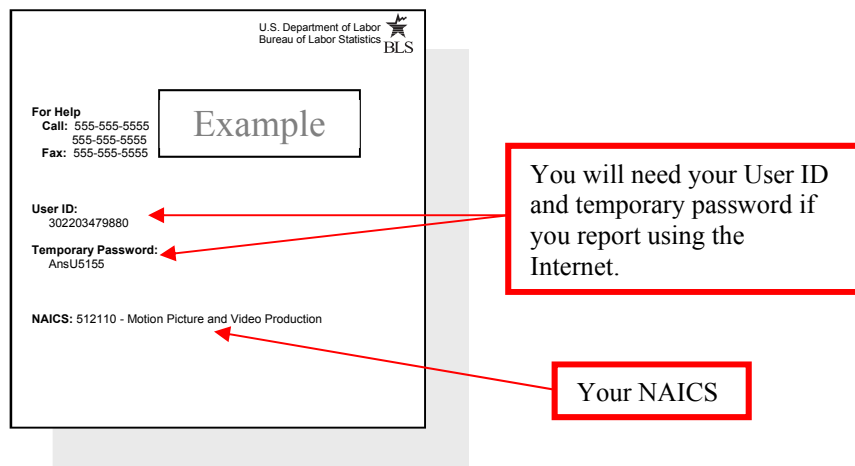 U.S. Department of Labor
Bureau of Labor Statistics
BLS
For Help
Call: 555-555-5555
555-555-5555
Fax: 555-555-5555
Example
User ID:
302203479880
Temporary Password:
AnsU5155
NAICS: 512110 - Motion Picture and Video Production
You will need your User ID
and temporary password if
you report using the
Internet.
Your NAICS